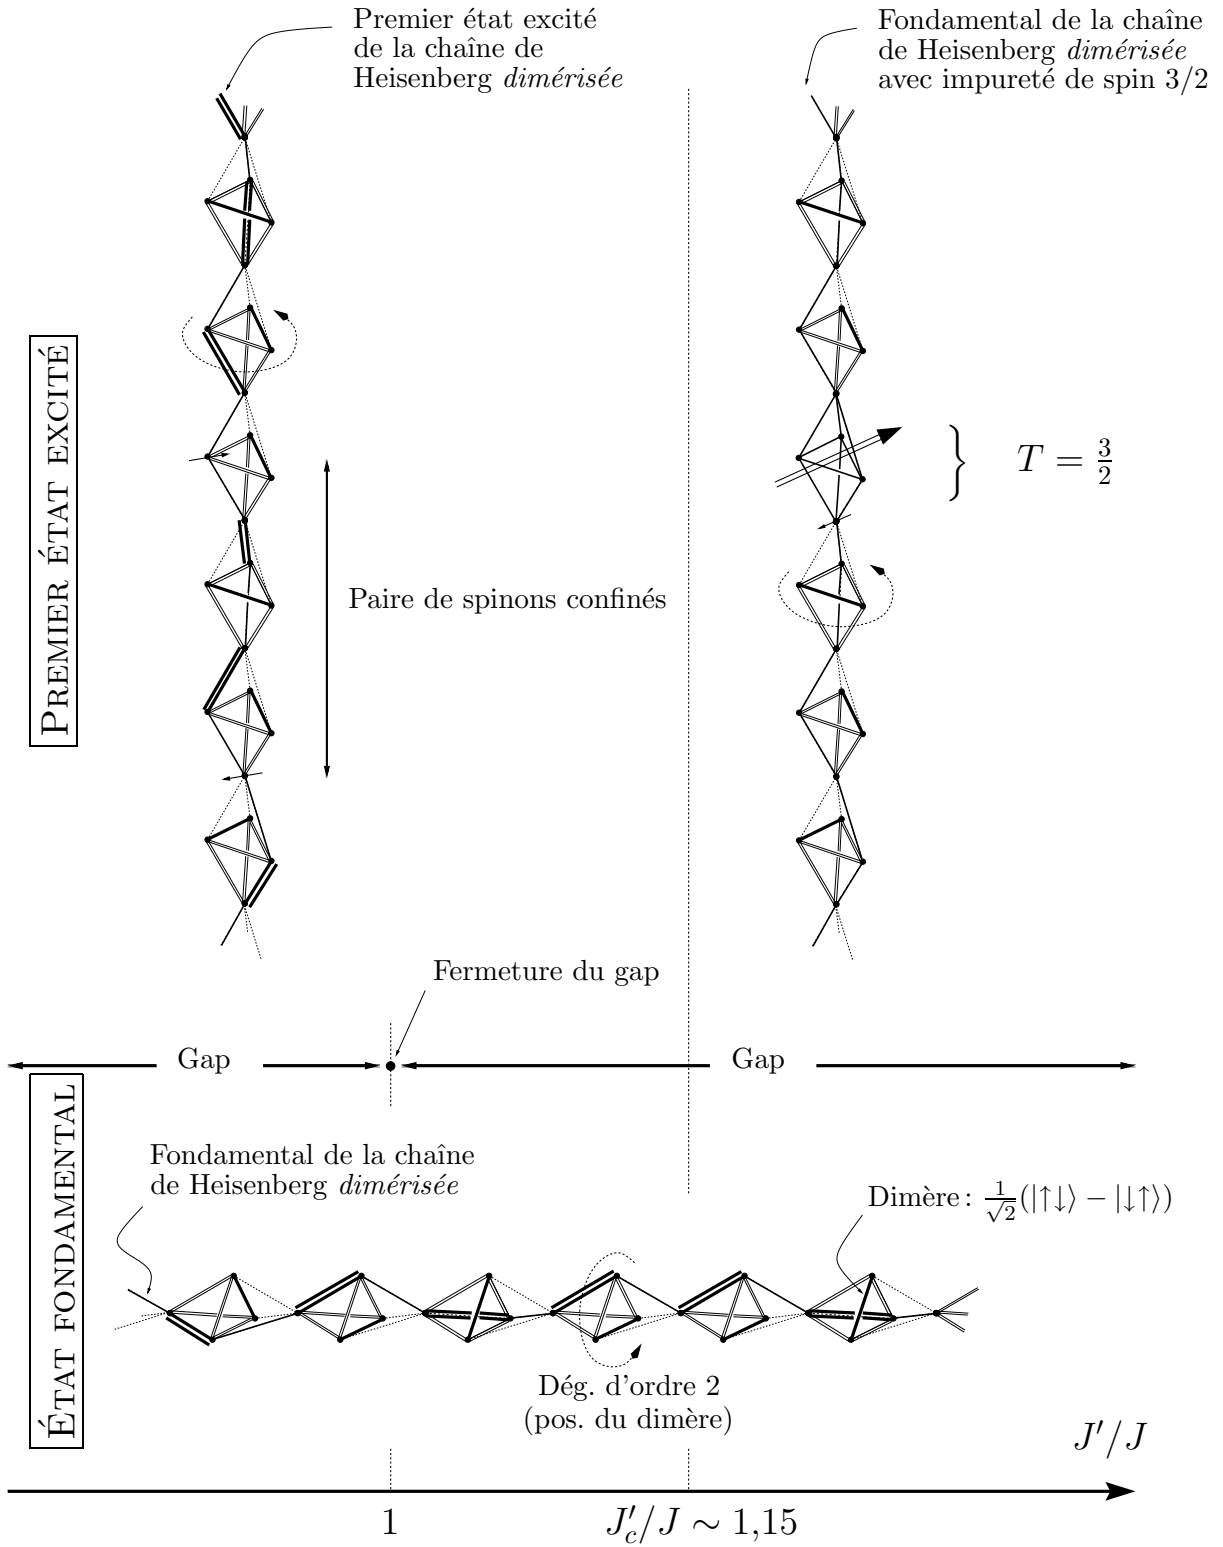 Premier état excité
de la chaîne de
Heisenberg dimérisée
Fondamental de la chaîne
de Heisenberg dimérisée
avec impureté de spin 3/2
PREMIER ÉTAT EXCITÉ
} T = 3/2
Paire de spinons confinés
Fermeture du gap
Gap
Gap
ÉTAT FONDAMENTAL
Fondamental de la chaîne
de Heisenberg dimérisée
Dimère : 1/√2 (|↑↓⟩ − |↓↑⟩)
Dég. d'ordre 2
(pos. du dimère)
J′/J
1
J′c/J ∼ 1,15